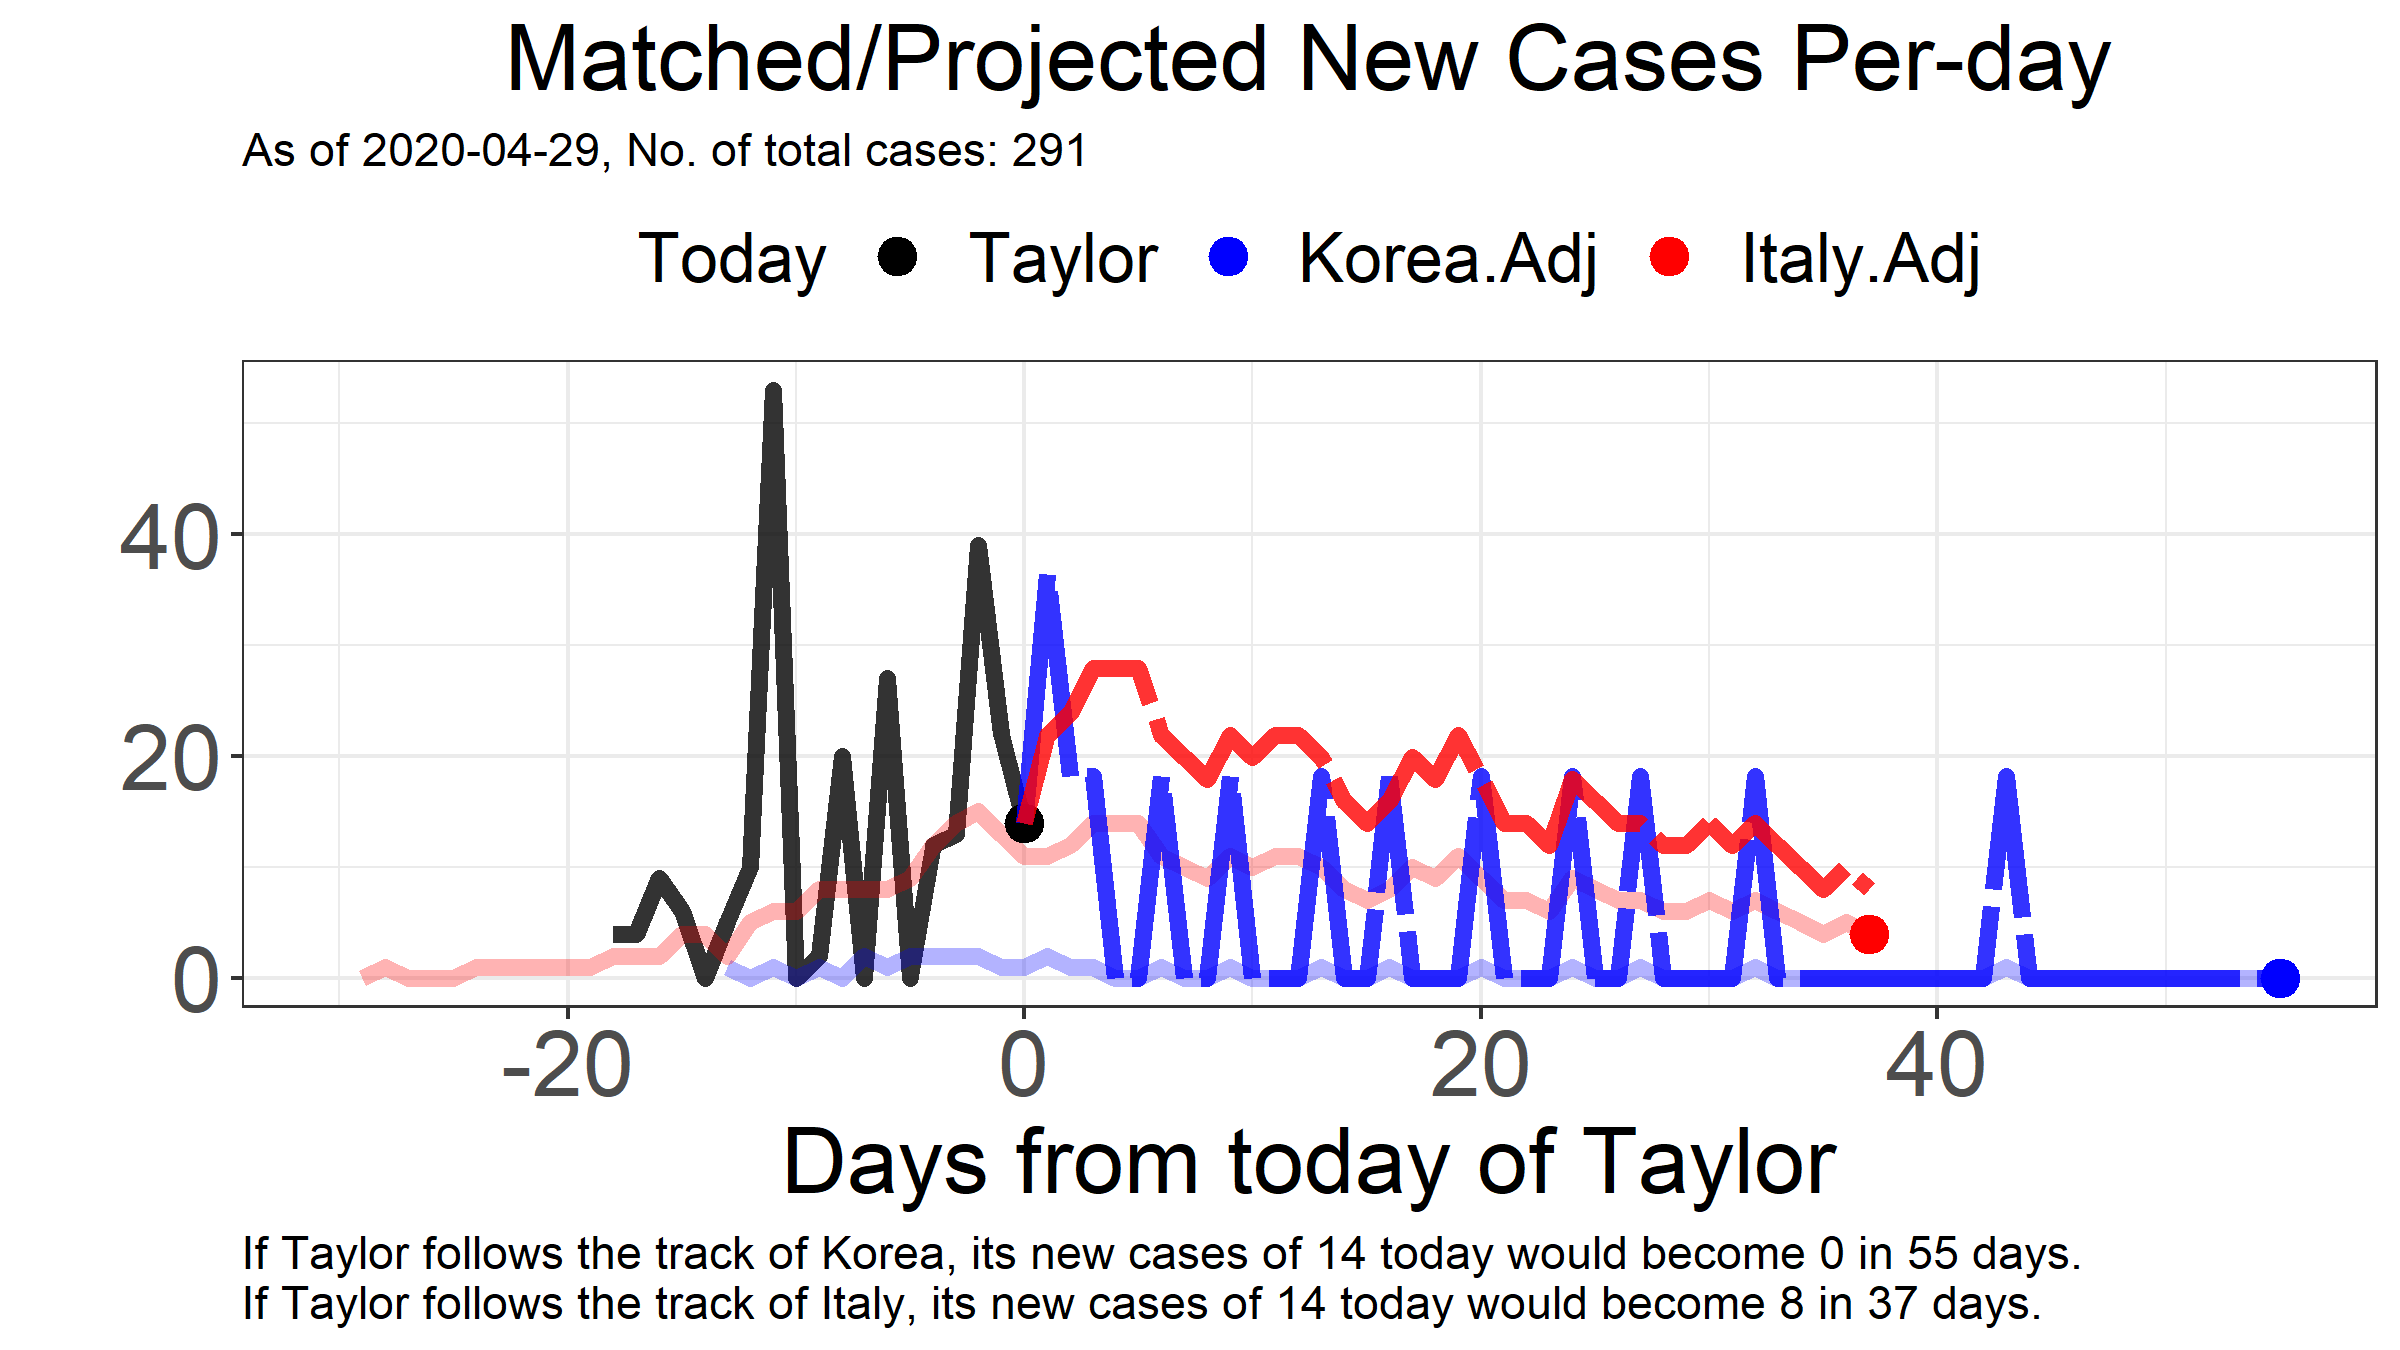 Matched/Projected New Cases Per-day
As of 2020-04-29, No. of total cases: 291
Today Taylor Korea.Adj Italy.Adj
40
20
0
-20 0 20 40
Days from today of Taylor
If Taylor follows the track of Korea, its new cases of 14 today would become 0 in 55 days.
If Taylor follows the track of Italy, its new cases of 14 today would become 8 in 37 days.